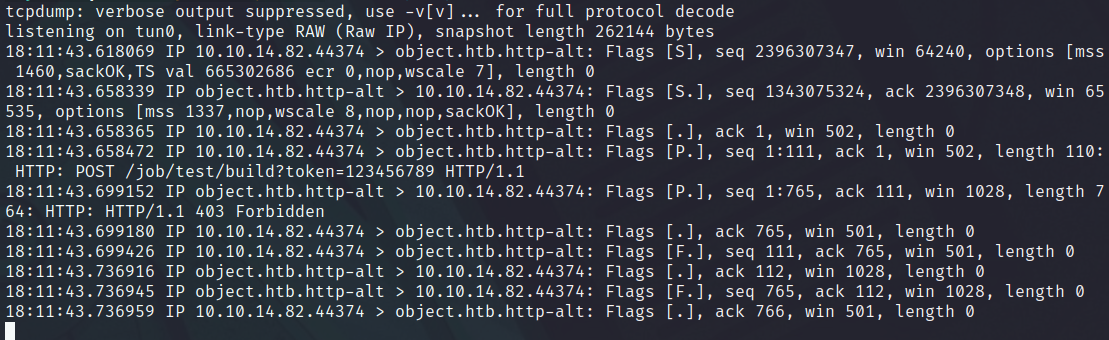 tcpdump: verbose output suppressed, use -v[v]... for full protocol decode
listening on tun0, link-type RAW (Raw IP), snapshot length 262144 bytes
18:11:43.618069 IP 10.10.14.82.44374 > object.htb.http-alt: Flags [S], seq 2396307347, win 64240, options [mss
 1460,sackOK,TS val 665302686 ecr 0,nop,wscale 7], length 0
18:11:43.658339 IP object.htb.http-alt > 10.10.14.82.44374: Flags [S.], seq 1343075324, ack 2396307348, win 65
535, options [mss 1337,nop,wscale 8,nop,nop,sackOK], length 0
18:11:43.658365 IP 10.10.14.82.44374 > object.htb.http-alt: Flags [.], ack 1, win 502, length 0
18:11:43.658472 IP 10.10.14.82.44374 > object.htb.http-alt: Flags [P.], seq 1:111, ack 1, win 502, length 110:
 HTTP: POST /job/test/build?token=123456789 HTTP/1.1
18:11:43.699152 IP object.htb.http-alt > 10.10.14.82.44374: Flags [P.], seq 1:765, ack 111, win 1028, length 7
64: HTTP: HTTP/1.1 403 Forbidden
18:11:43.699180 IP 10.10.14.82.44374 > object.htb.http-alt: Flags [.], ack 765, win 501, length 0
18:11:43.699426 IP 10.10.14.82.44374 > object.htb.http-alt: Flags [F.], seq 111, ack 765, win 501, length 0
18:11:43.736916 IP object.htb.http-alt > 10.10.14.82.44374: Flags [.], ack 112, win 1028, length 0
18:11:43.736945 IP object.htb.http-alt > 10.10.14.82.44374: Flags [F.], seq 765, ack 112, win 1028, length 0
18:11:43.736959 IP 10.10.14.82.44374 > object.htb.http-alt: Flags [.], ack 766, win 501, length 0